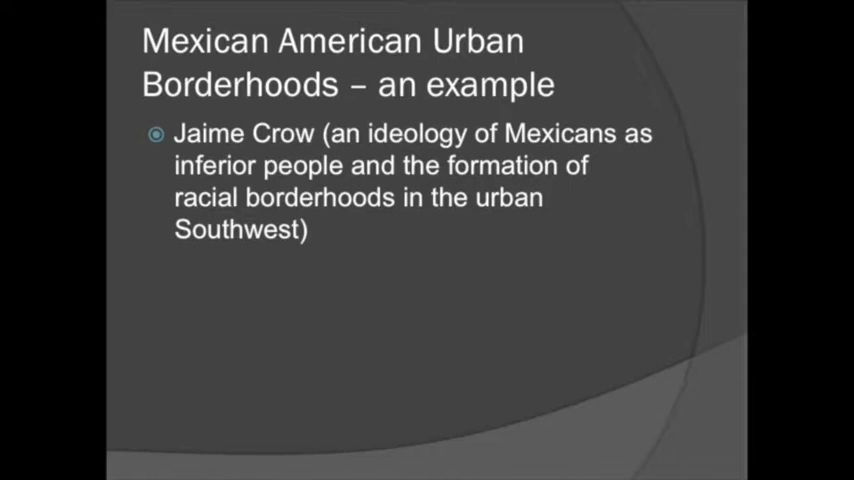 Mexican American Urban
Borderhoods – an example
Jaime Crow (an ideology of Mexicans as
inferior people and the formation of
racial borderhoods in the urban
Southwest)